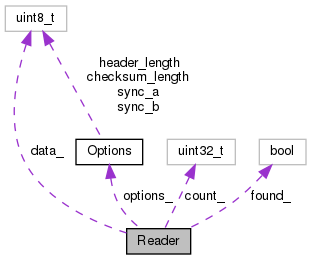 uint8_t
header_length
checksum_length
sync_a
sync_b
Options
uint32_t
bool
data_
options_
count_
found_
Reader